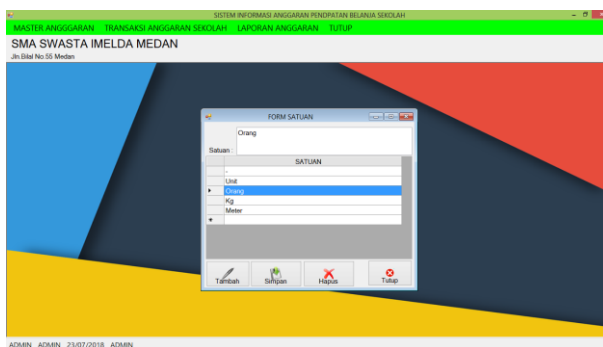 SISTEM INFORMASI ANGGARAN PENDPATAN BELANJA SEKOLAH
MASTER ANGGGARAN TRANSAKSI ANGGARAN SEKOLAH LAPORAN ANGGARAN TUTUP
SMA SWASTA IMELDA MEDAN
Jln.Bilal No.55 Medan
FORM SATUAN
Orang
Satuan :
SATUAN
-
Unit
Orang
Kg
Meter
Tambah Simpan Hapus Tutup
ADMIN ADMIN 23/07/2018 ADMIN